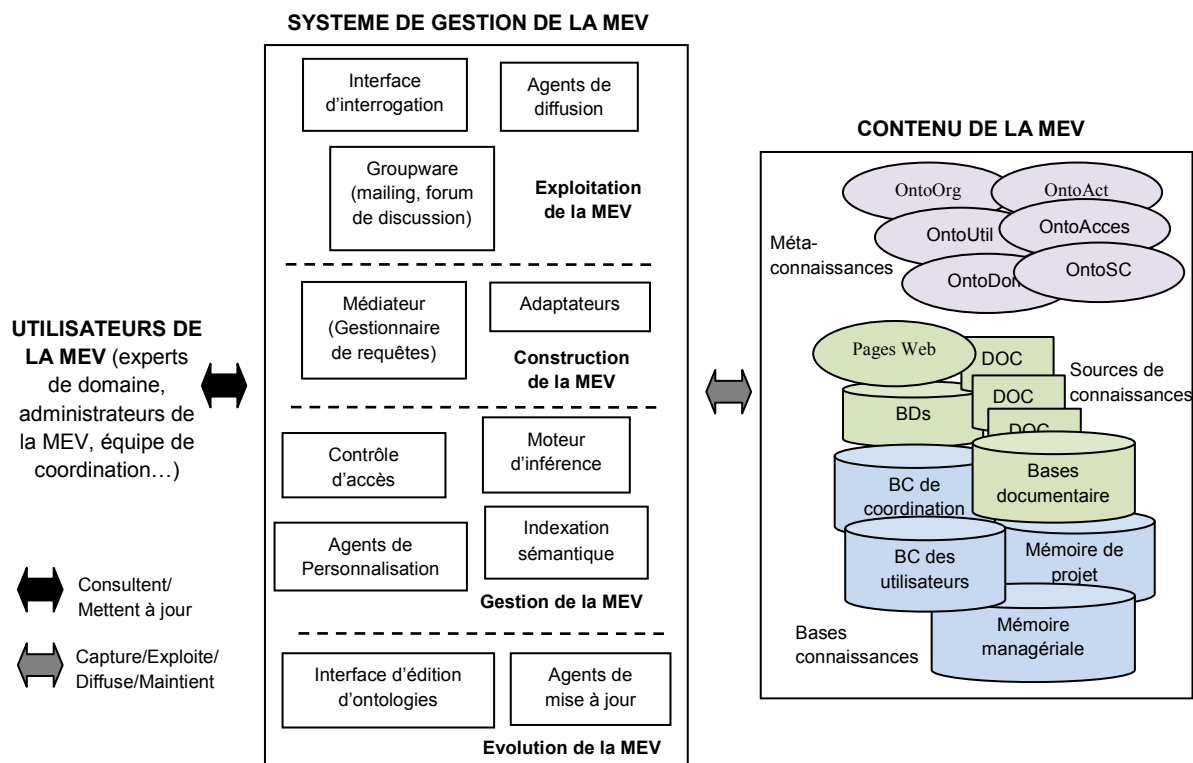 SYSTEME DE GESTION DE LA MEV
Interface
d'interrogation
Agents de
diffusion
Groupware
(mailing, forum
de discussion)
Exploitation
de la MEV
Médiateur
(Gestionnaire
de requêtes)
Adaptateurs
Construction
de la MEV
Contrôle
d'accès
Moteur
d'inférence
Agents de
Personnalisation
Indexation
sémantique
Gestion de la MEV
Interface d'édition
d'ontologies
Agents de
mise à jour
Evolution de la MEV
UTILISATEURS DE
LA MEV (experts
de domaine,
administrateurs de
la MEV, équipe de
coordination…)
Consultent/
Mettent à jour
Capture/Exploite/
Diffuse/Maintient
CONTENU DE LA MEV
OntoOrg
OntoAct
OntoUtil
OntoAcces
OntoDom
OntoSC
Méta-
connaissances
Pages Web
DOC
DOC
DOC
BDs
Sources de
connaissances
Bases
documentaire
BC de
coordination
BC des
utilisateurs
Mémoire de
projet
Mémoire
managériale
Bases
connaissances